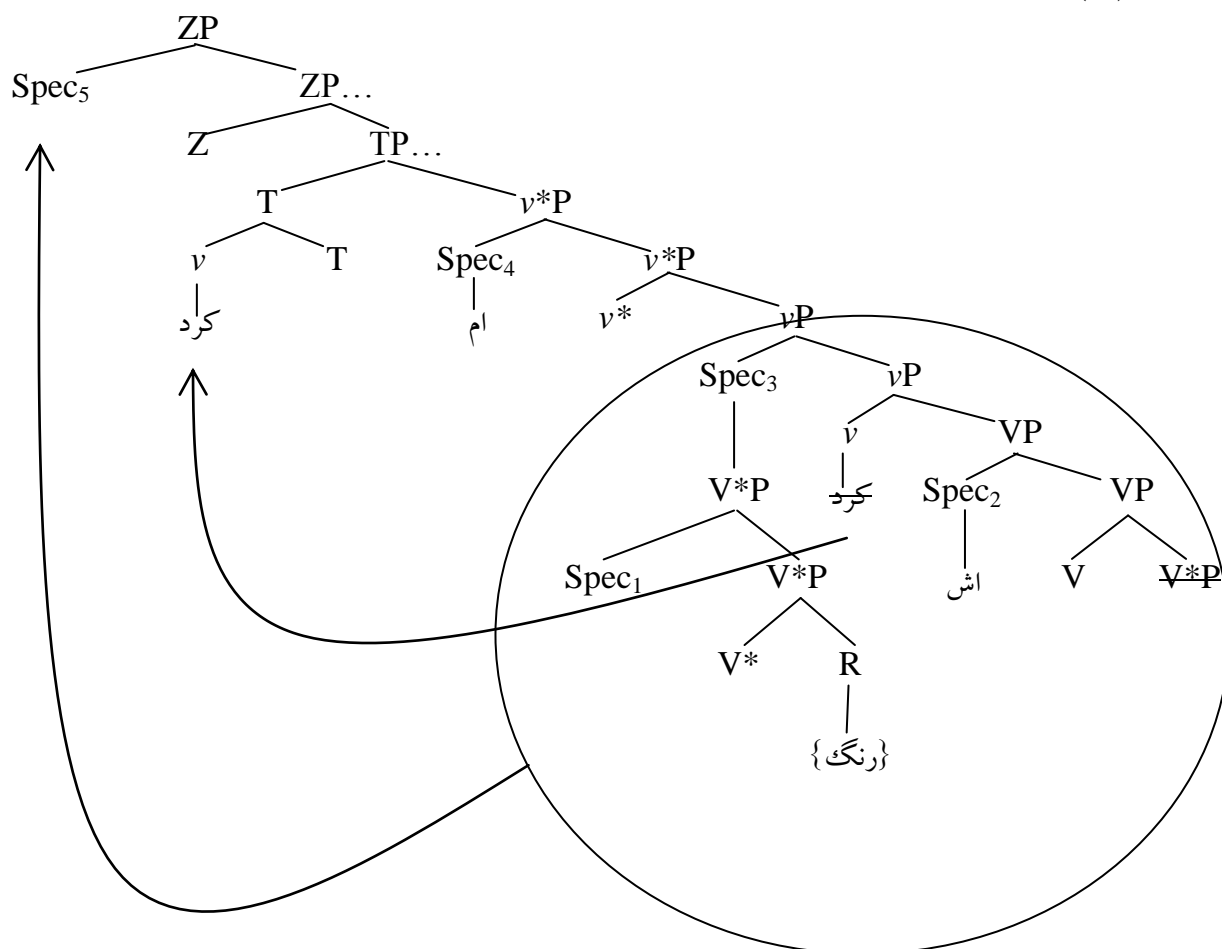 ZP
Spec₅ ZP…
Z TP…
T v*P
v T Spec₄ v*P
کرد ام v* vP
Spec₃ vP
v VP
V*P کرد Spec₂ VP
Spec₁ V*P اش V V*P
V* R
{رنگ}